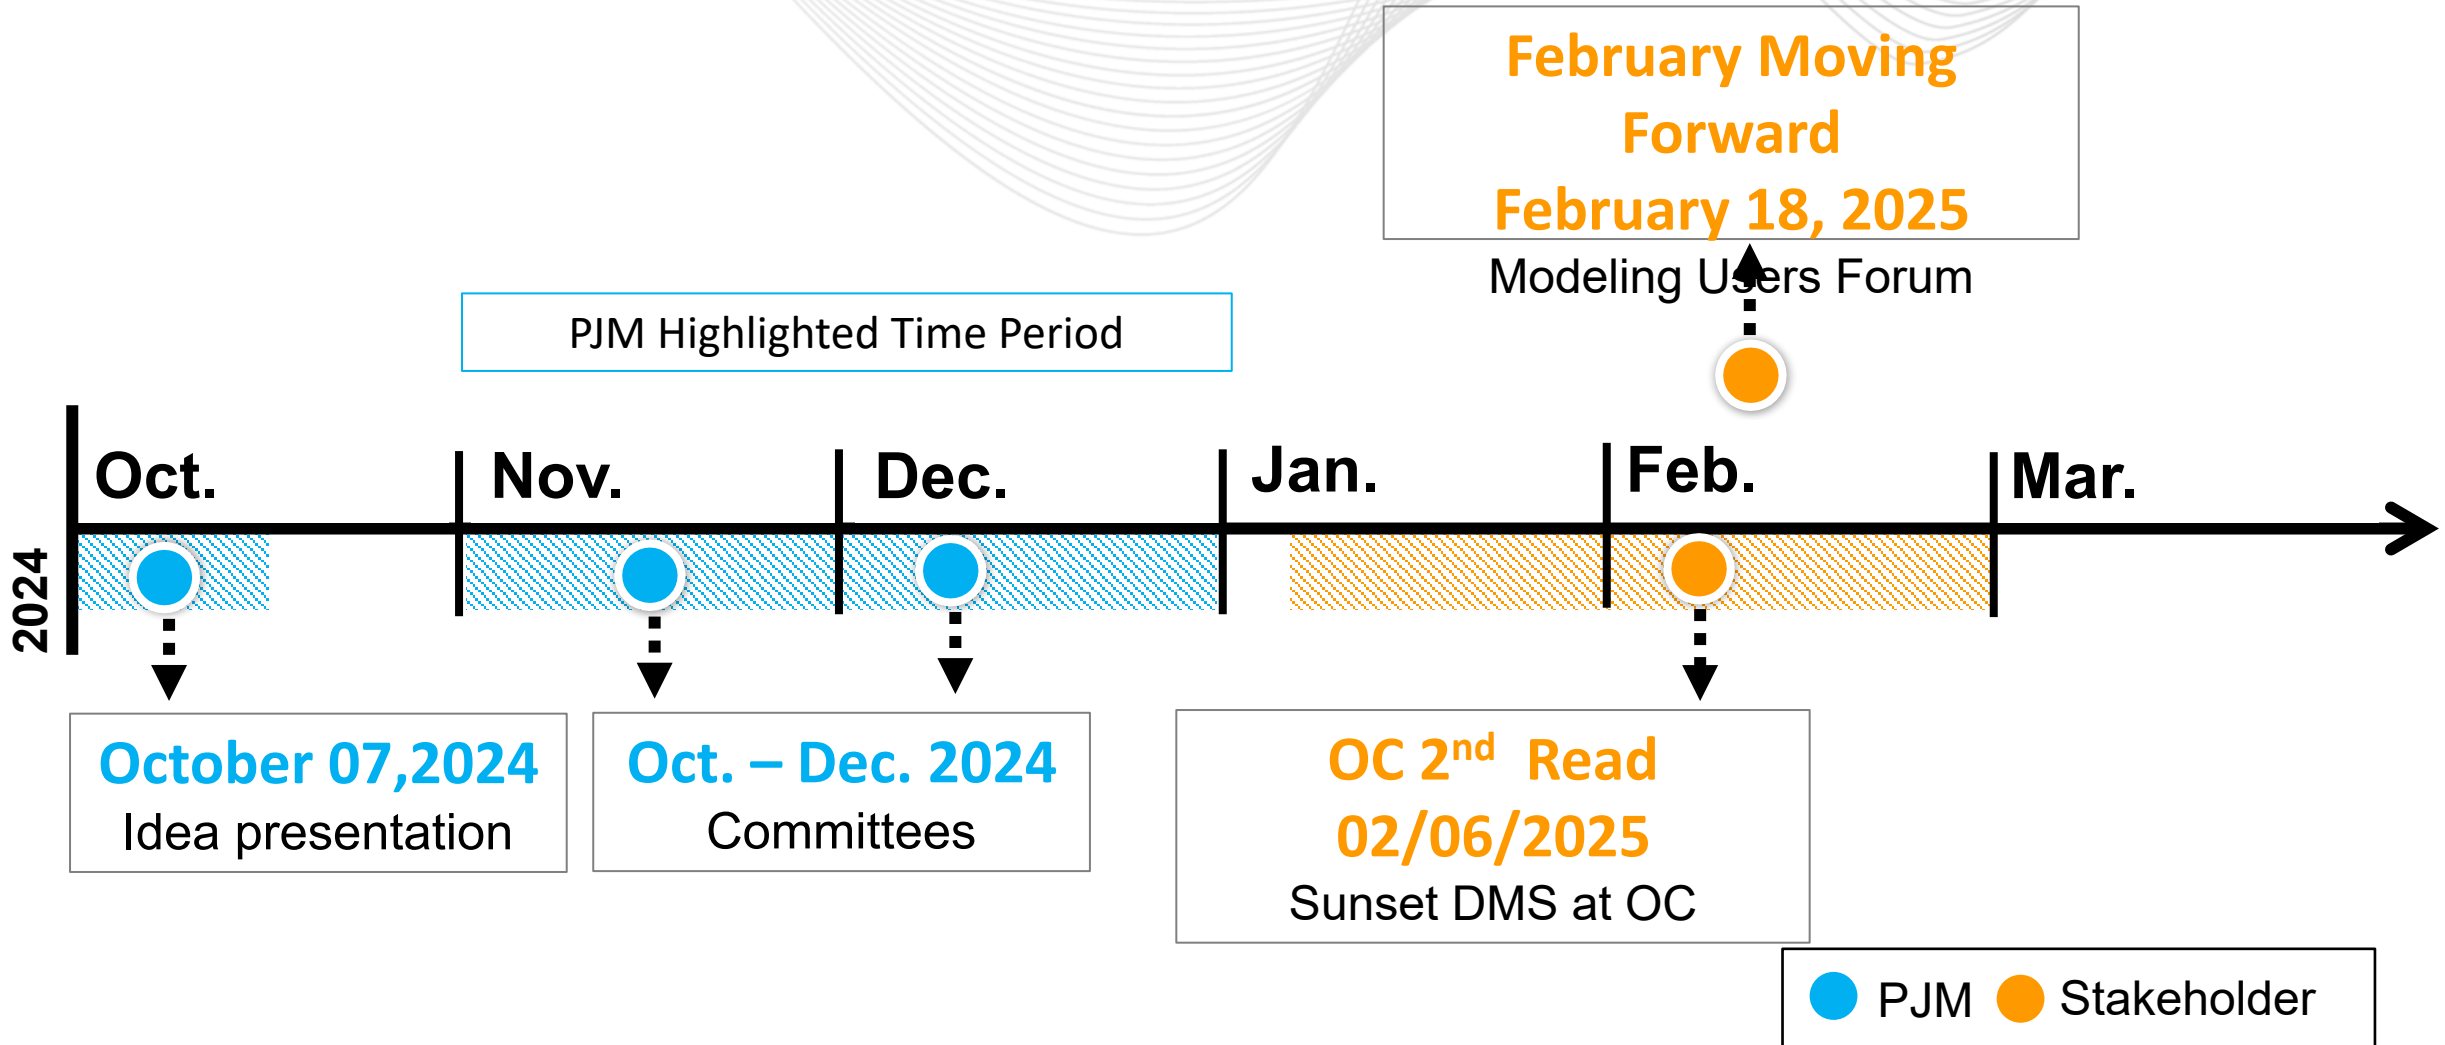 February Moving
Forward
February 18, 2025
Modeling Users Forum
PJM Highlighted Time Period
Oct.
Nov.
Dec.
Jan.
Feb.
Mar.
2024
October 07,2024
Idea presentation
Oct. – Dec. 2024
Committees
OC 2nd Read
02/06/2025
Sunset DMS at OC
PJM
Stakeholder